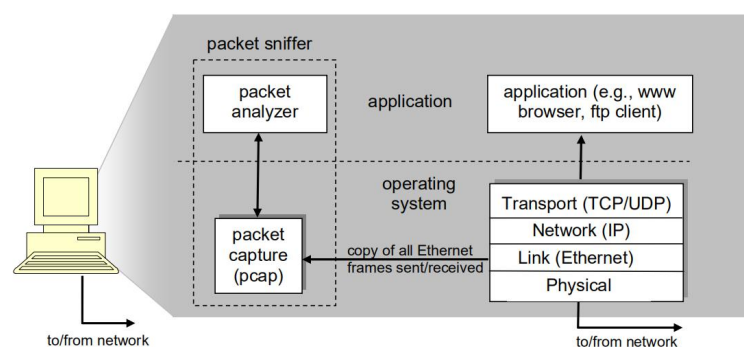 packet sniffer
packet
analyzer
application
application (e.g., www
browser, ftp client)
operating
system
packet
capture
(pcap)
copy of all Ethernet
frames sent/received
Transport (TCP/UDP)
Network (IP)
Link (Ethernet)
Physical
to/from network
to/from network